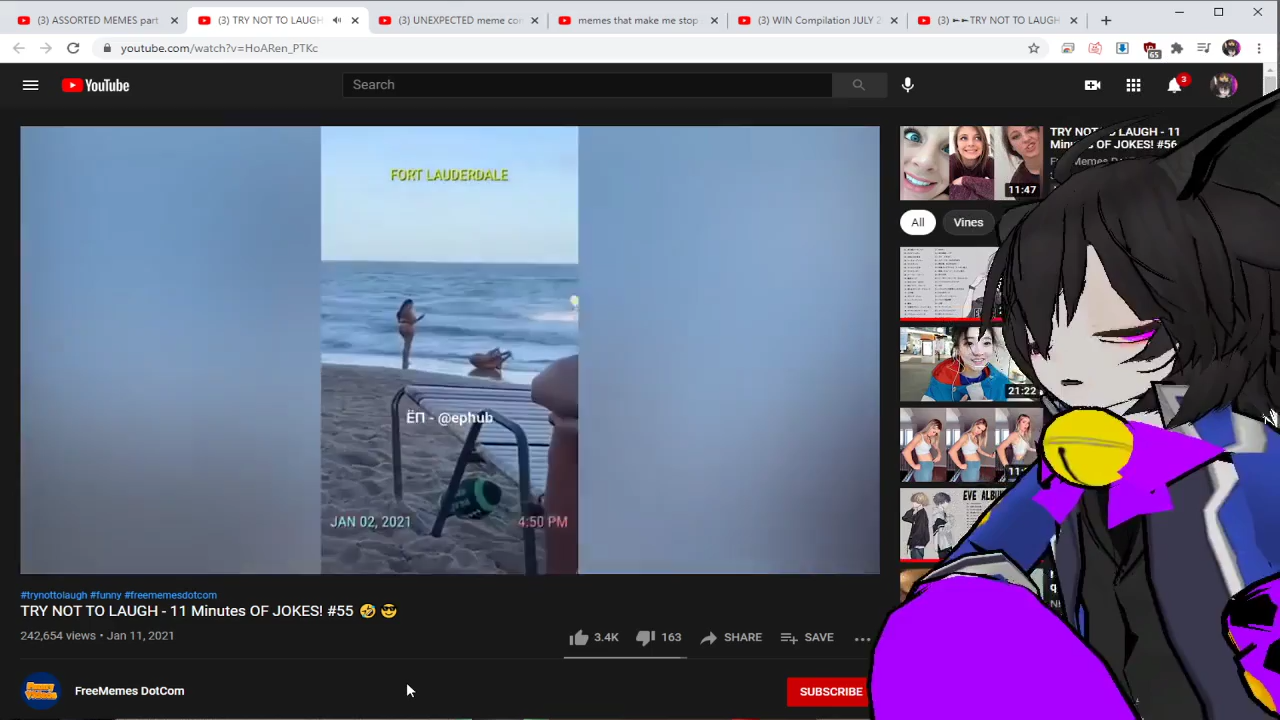 (3) ASSORTED MEMES part
(3) TRY NOT TO LAUGH
(3) UNEXPECTED meme con
memes that make me stop
(3) WIN Compilation JULY 2
(3) ►–►TRY NOT TO LAUGH
youtube.com/watch?v=HoARen_PTKc
65
YouTube
Search
3
FORT LAUDERDALE
ЁП - @ephub
JAN 02, 2021
4:50 PM
TRY NOT TO LAUGH - 11
Minutes OF JOKES! #56
11:47
All
Vines
21:22
EVE
#trynottolaugh #funny #freememesdotcom
TRY NOT TO LAUGH - 11 Minutes OF JOKES! #55 🤣 😎
242,654 views • Jan 11, 2021
3.4K
163
SHARE
SAVE
FreeMemes DotCom
SUBSCRIBE